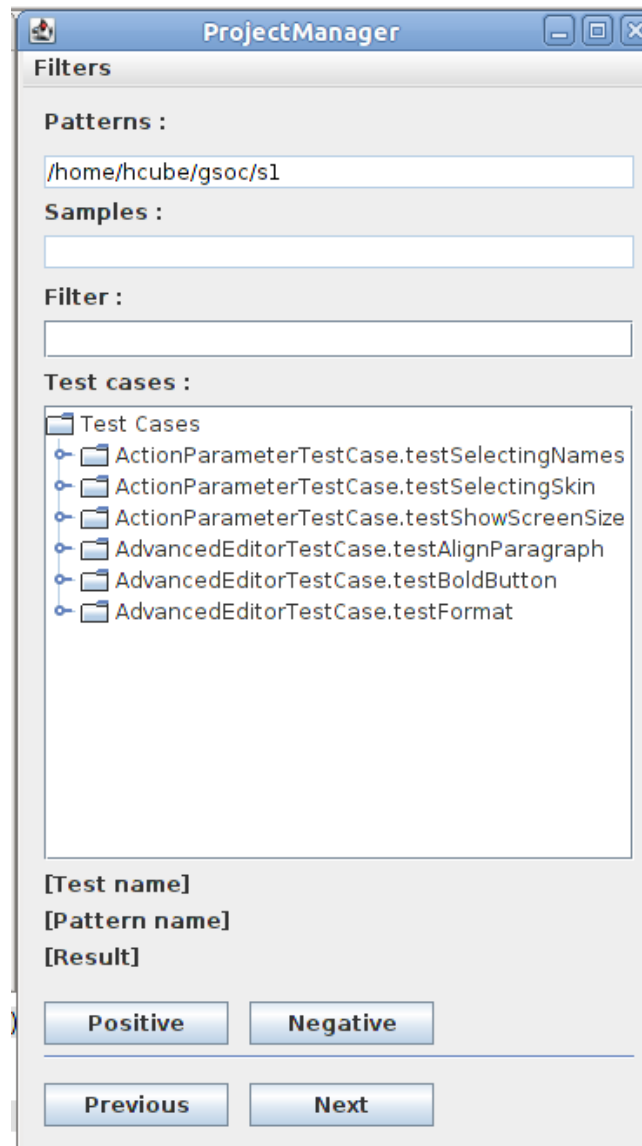 ProjectManager
Filters
Patterns :
/home/hcube/gsoc/s1
Samples :
Filter :
Test cases :
Test Cases
ActionParameterTestCase.testSelectingNames
ActionParameterTestCase.testSelectingSkin
ActionParameterTestCase.testShowScreenSize
AdvancedEditorTestCase.testAlignParagraph
AdvancedEditorTestCase.testBoldButton
AdvancedEditorTestCase.testFormat
[Test name]
[Pattern name]
[Result]
)
Positive Negative
Previous Next